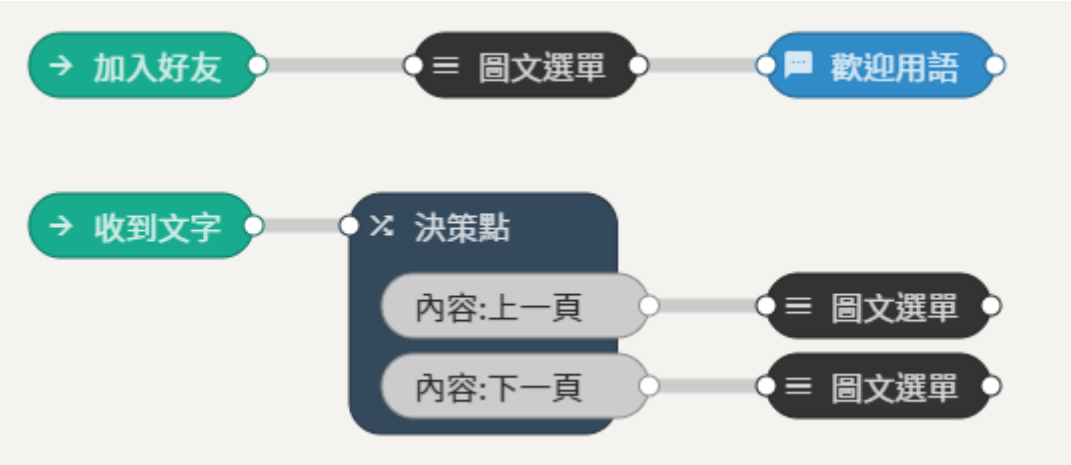 加入好友
圖文選單
歡迎用語
收到文字
決策點
內容:上一頁
圖文選單
內容:下一頁
圖文選單